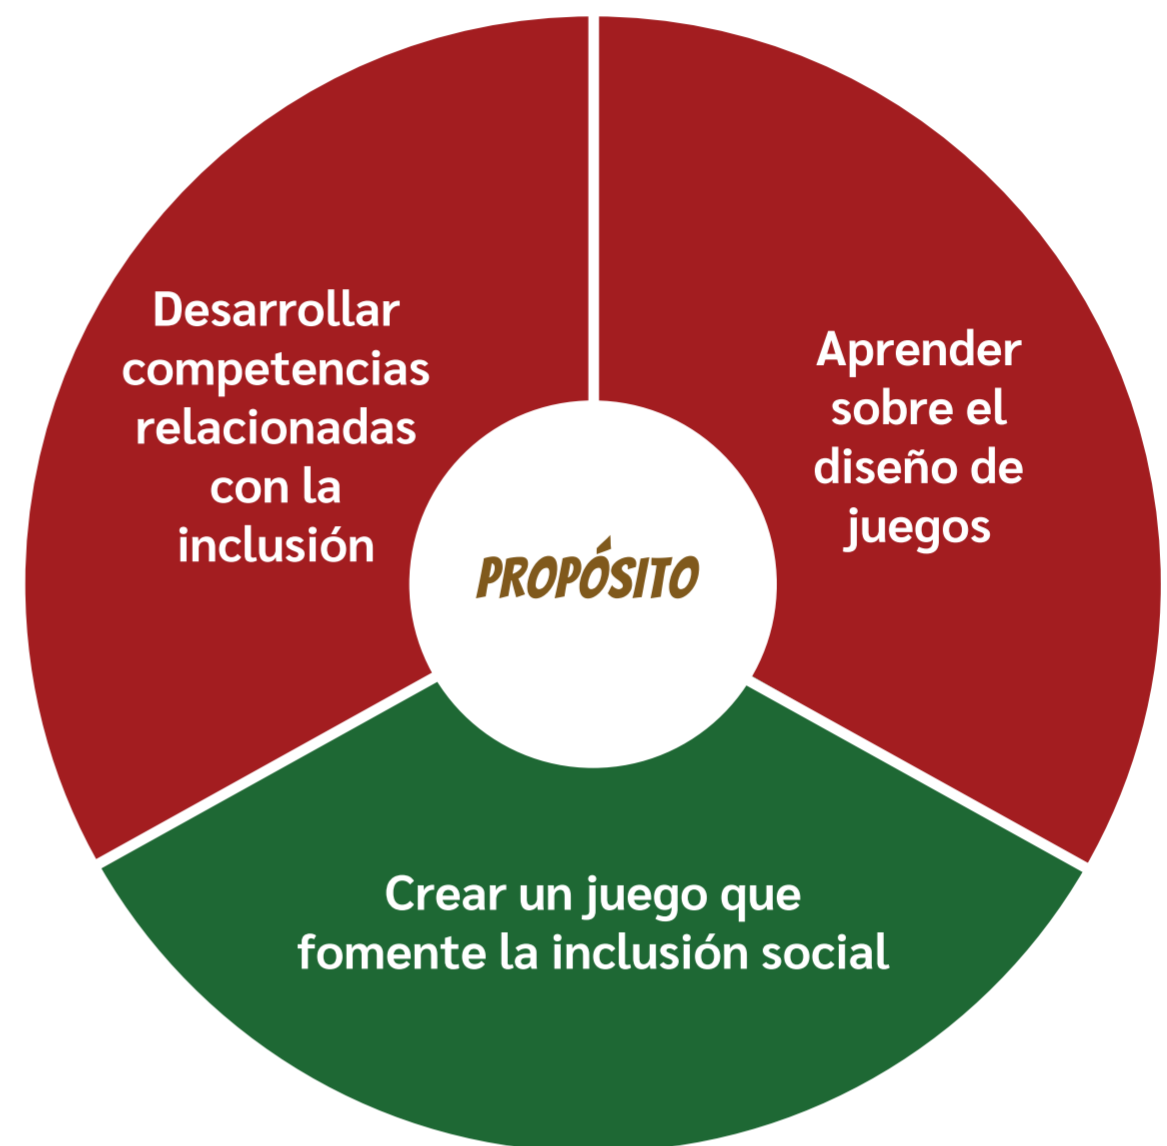 Desarrollar
competencias
relacionadas
con la
inclusión
Aprender
sobre el
diseño de
juegos
PROPÓSITO
Crear un juego que
fomente la inclusión social